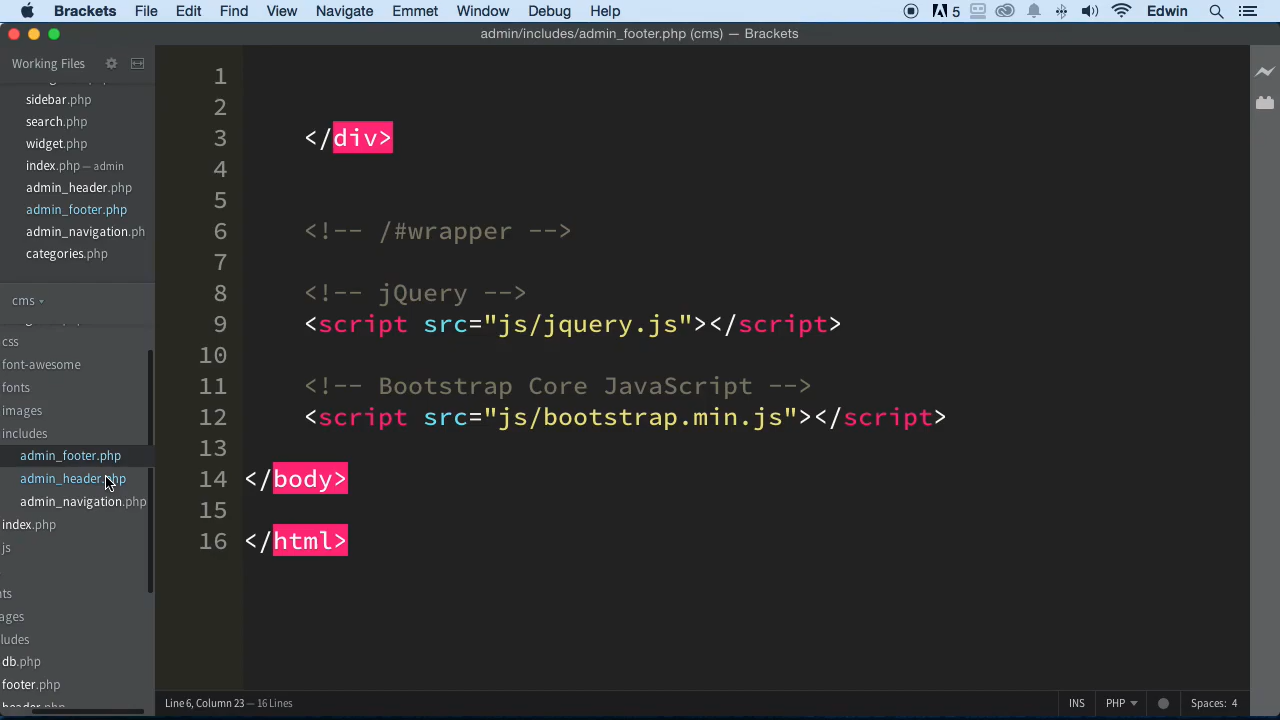 Brackets File Edit Find View Navigate Emmet Window Debug Help 5 Edwin
admin/includes/admin_footer.php (cms) — Brackets
Working Files
sidebar.php
search.php
widget.php
index.php — admin
admin_header.php
admin_footer.php
admin_navigation.ph
categories.php
cms
css
font-awesome
fonts
images
includes
admin_footer.php
admin_header.php
admin_navigation.php
index.php
js
nts
ages
ludes
db.php
footer.php
header.php
1
2
3 </div>
4
5
6 <!-- /#wrapper -->
7
8 <!-- jQuery -->
9 <script src="js/jquery.js"></script>
10
11 <!-- Bootstrap Core JavaScript -->
12 <script src="js/bootstrap.min.js"></script>
13
14 </body>
15
16 </html>
Line 6, Column 23 — 16 Lines INS PHP Spaces: 4